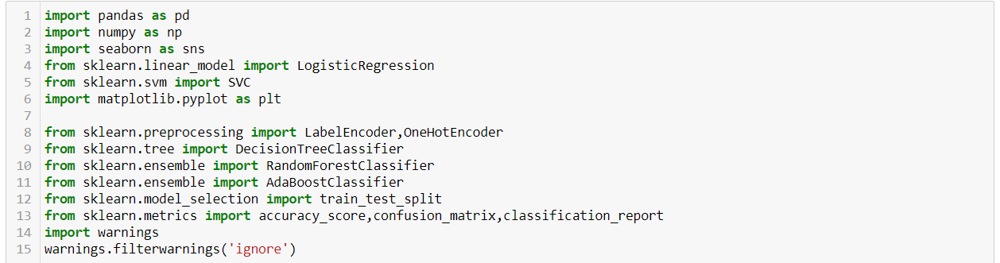 1 import pandas as pd
2 import numpy as np
3 import seaborn as sns
4 from sklearn.linear_model import LogisticRegression
5 from sklearn.svm import SVC
6 import matplotlib.pyplot as plt
7
8 from sklearn.preprocessing import LabelEncoder,OneHotEncoder
9 from sklearn.tree import DecisionTreeClassifier
10 from sklearn.ensemble import RandomForestClassifier
11 from sklearn.ensemble import AdaBoostClassifier
12 from sklearn.model_selection import train_test_split
13 from sklearn.metrics import accuracy_score,confusion_matrix,classification_report
14 import warnings
15 warnings.filterwarnings('ignore')